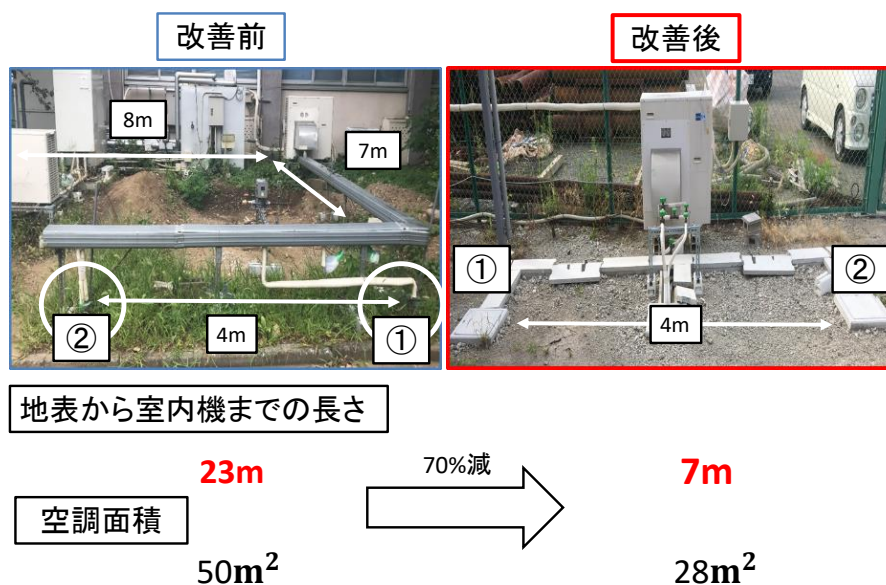 改善前
改善後
8m
7m
②
4m
①
①
②
4m
地表から室内機までの長さ
23m
70%減
7m
空調面積
50m²
28m²